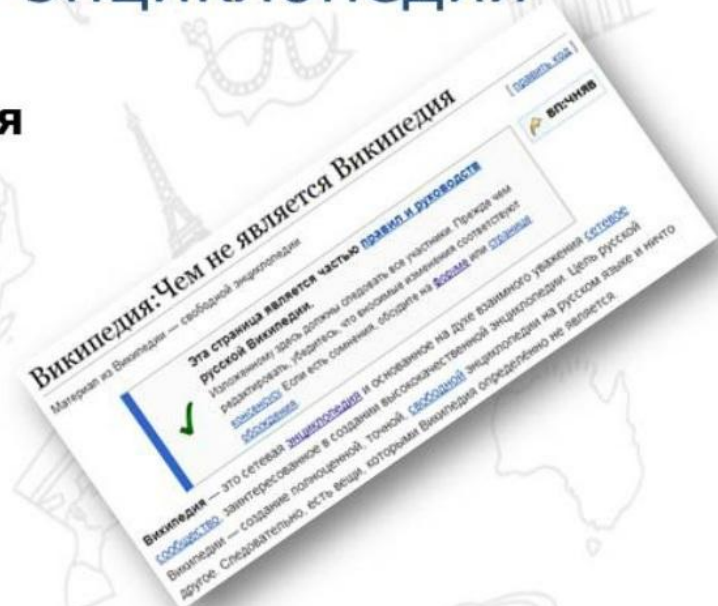 энциклопедии
я
[ править код ]
ВП:ЧНЯВ
Википедия:Чем не является Википедия
Материал из Википедии — свободной энциклопедии
Эта страница является частью правил и руководств
русской Википедии.
Изложенному здесь должны следовать все участники. Прежде чем
редактировать, убедитесь, что вносимые изменения соответствуют
консенсусу. Если есть сомнения, обсудите на форуме или странице
обсуждения.
Википедия — это сетевая энциклопедия и основанное на духе взаимного уважения сетевое
сообщество, заинтересованное в создании высококачественной энциклопедии. Цель русской
Википедии — создание полноценной, точной, свободной энциклопедии на русском языке и ничто
другое. Следовательно, есть вещи, которыми Википедия определённо не является.